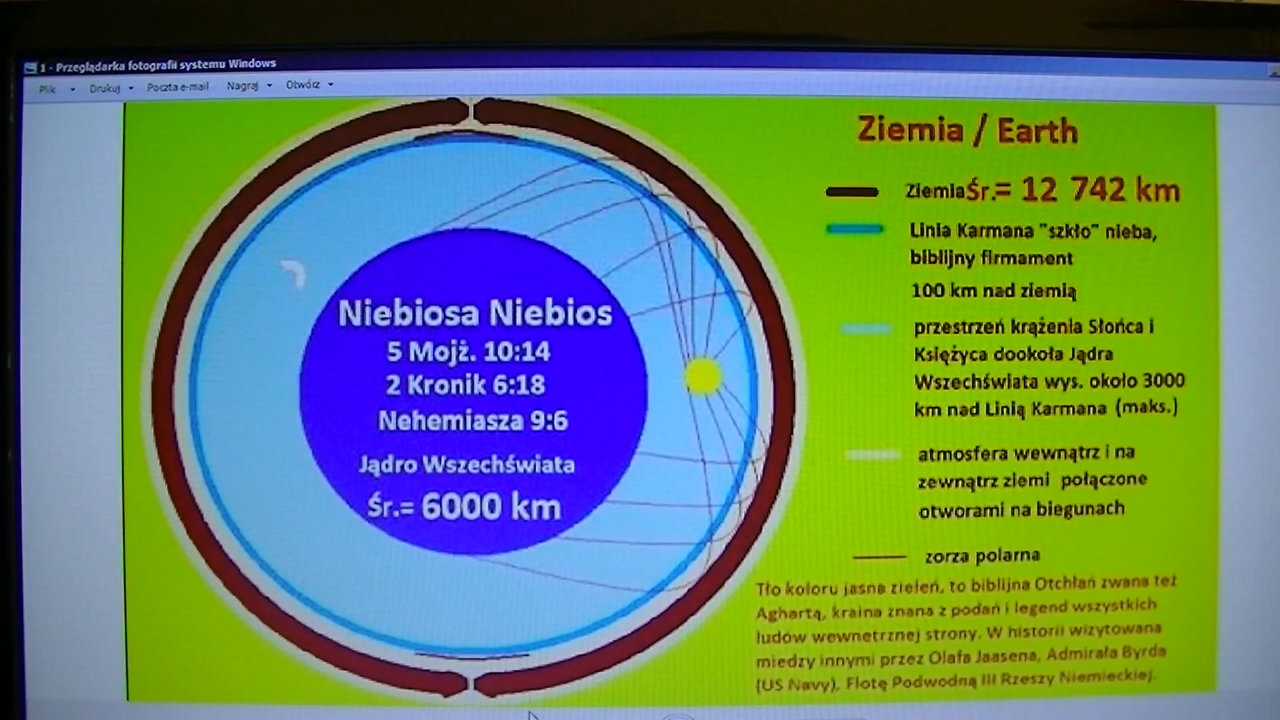 1 - Przeglądarka fotografii systemu Windows
Plik Drukuj Poczta e-mail Nagraj Otwórz
Ziemia / Earth
Ziemia Śr.= 12 742 km
Linia Karmana "szkło" nieba,
biblijny firmament
100 km nad ziemią
przestrzeń krążenia Słońca i
Księżyca dookoła Jądra
Wszechświata wys. około 3000
km nad Linią Karmana (maks.)
atmosfera wewnątrz i na
zewnątrz ziemi połączone
otworami na biegunach
zorza polarna
Tło koloru jasna zieleń, to biblijna Otchłań zwana też
Aghartą, kraina znana z podań i legend wszystkich
ludów wewnetrznej strony. W historii wizytowana
miedzy innymi przez Olafa Jaasena, Admirała Byrda
(US Navy), Flotę Podwodną III Rzeszy Niemieckiej.
Niebiosa Niebios
5 Mojż. 10:14
2 Kronik 6:18
Nehemiasza 9:6
Jądro Wszechświata
Śr.= 6000 km